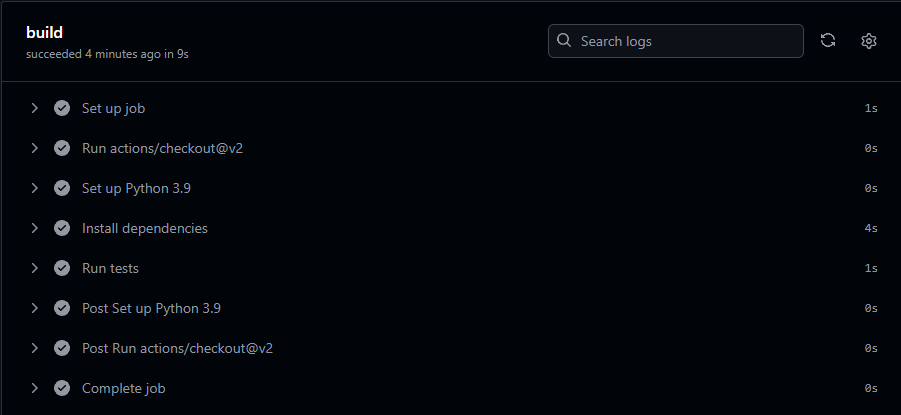 build
succeeded 4 minutes ago in 9s
Search logs
Set up job 1s
Run actions/checkout@v2 0s
Set up Python 3.9 0s
Install dependencies 4s
Run tests 1s
Post Set up Python 3.9 0s
Post Run actions/checkout@v2 0s
Complete job 0s